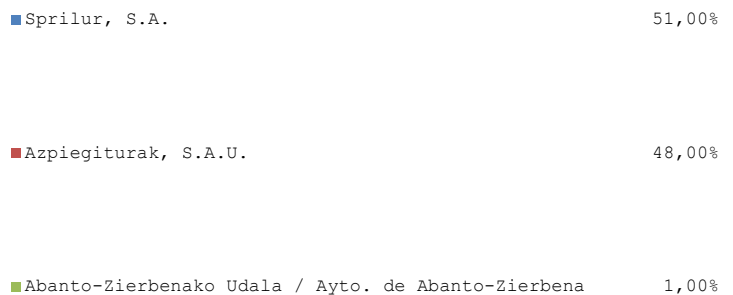 Sprilur, S.A. 51,00%
Azpiegiturak, S.A.U. 48,00%
Abanto-Zierbenako Udala / Ayto. de Abanto-Zierbena 1,00%